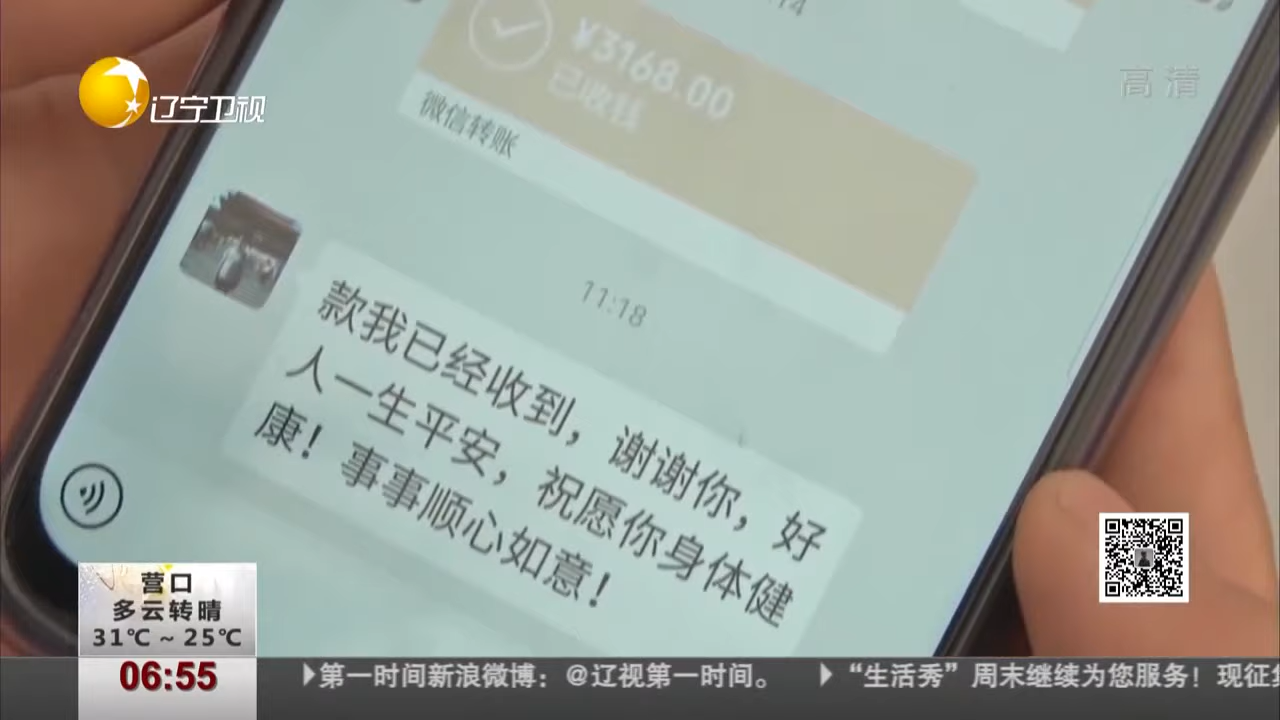 ¥3168.00
已收钱
微信转账
高清
辽宁卫视
11:18
款我已经收到，谢谢你，好
人一生平安，祝愿你身体健
康！事事顺心如意！
营口
多云转晴
31℃~25℃
06:55
第一时间新浪微博：@辽视第一时间。
“生活秀”周末继续为您服务！现征